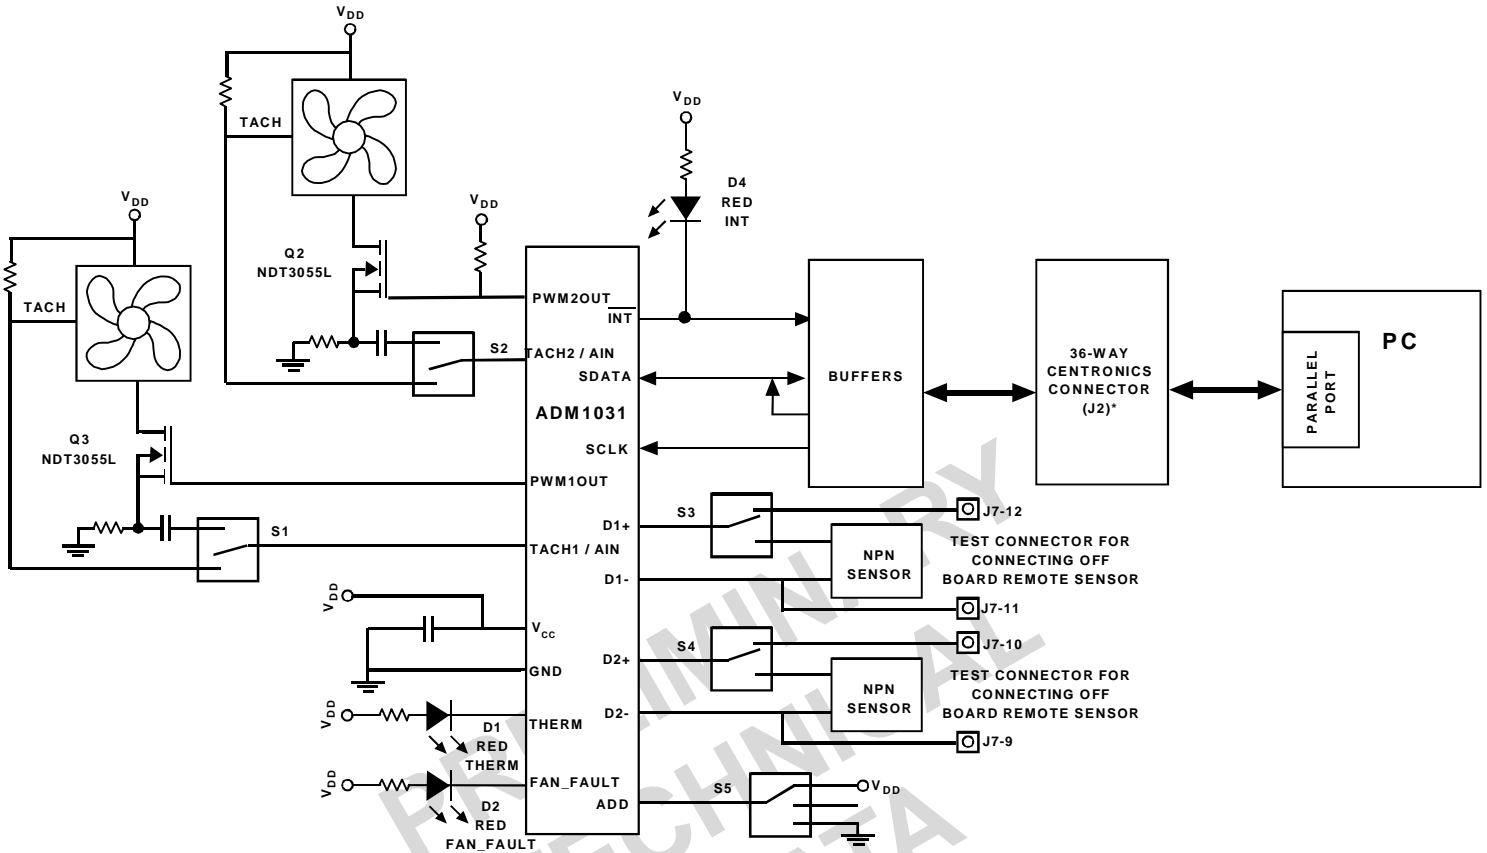 VDD
TACH
VDD
D4
RED
INT
VDD
Q2
NDT3055L
TACH
PWM2OUT
INT
S2
TACH2 / AIN
SDATA
ADM1031
SCLK
BUFFERS
36-WAY
CENTRONICS
CONNECTOR
(J2)*
PARALLEL
PORT
PC
Q3
NDT3055L
PWM1OUT
S1
TACH1 / AIN
D1+
S3
J7-12
NPN
SENSOR
TEST CONNECTOR FOR
CONNECTING OFF
BOARD REMOTE SENSOR
D1-
J7-11
VDD
VCC
GND
D2+
S4
J7-10
NPN
SENSOR
TEST CONNECTOR FOR
CONNECTING OFF
BOARD REMOTE SENSOR
D2-
J7-9
VDD
THERM
D1
RED
THERM
VDD
FAN_FAULT
D2
RED
FAN_FAULT
ADD
S5
VDD
PRELIMINARY
TECHNICAL
DATA